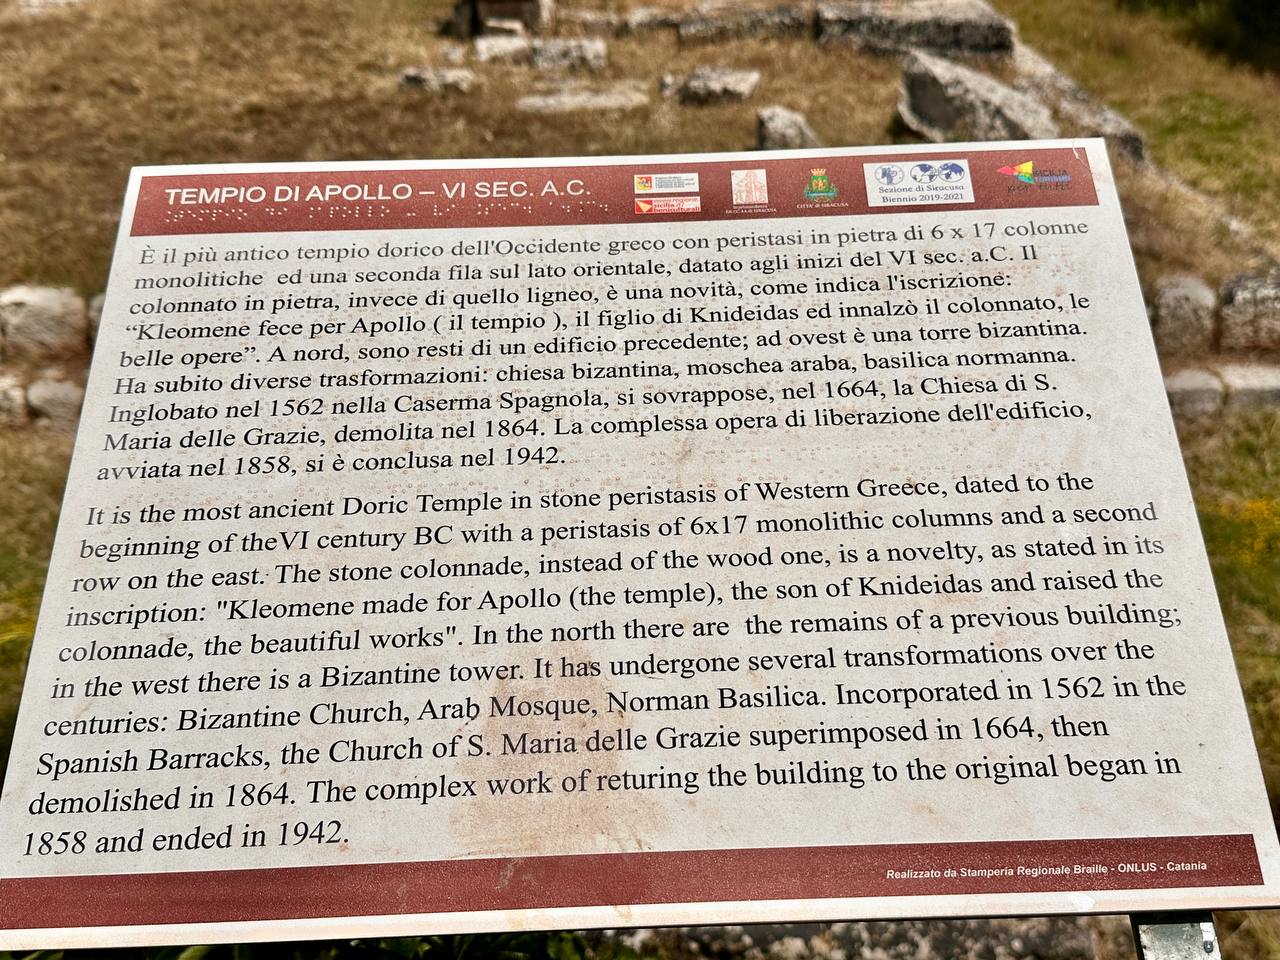 TEMPIO DI APOLLO – VI SEC. A.C.
www.regione.
sicilia.it/
beniculturali
CITTA' di SIRACUSA
Sezione di Siracusa
Biennio 2019-2021
SICILIA
per tutti
È il più antico tempio dorico dell'Occidente greco con peristasi in pietra di 6 x 17 colonne
monolitiche ed una seconda fila sul lato orientale, datato agli inizi del VI sec. a.C. Il
colonnato in pietra, invece di quello ligneo, è una novità, come indica l'iscrizione:
“Kleomene fece per Apollo ( il tempio ), il figlio di Knideidas ed innalzò il colonnato, le
belle opere”. A nord, sono resti di un edificio precedente; ad ovest è una torre bizantina.
Ha subito diverse trasformazioni: chiesa bizantina, moschea araba, basilica normanna.
Inglobato nel 1562 nella Caserma Spagnola, si sovrappose, nel 1664, la Chiesa di S.
Maria delle Grazie, demolita nel 1864. La complessa opera di liberazione dell'edificio,
avviata nel 1858, si è conclusa nel 1942.
It is the most ancient Doric Temple in stone peristasis of Western Greece, dated to the
beginning of theVI century BC with a peristasis of 6x17 monolithic columns and a second
row on the east. The stone colonnade, instead of the wood one, is a novelty, as stated in its
inscription: "Kleomene made for Apollo (the temple), the son of Knideidas and raised the
colonnade, the beautiful works". In the north there are the remains of a previous building;
in the west there is a Bizantine tower. It has undergone several transformations over the
centuries: Bizantine Church, Arab Mosque, Norman Basilica. Incorporated in 1562 in the
Spanish Barracks, the Church of S. Maria delle Grazie superimposed in 1664, then
demolished in 1864. The complex work of returing the building to the original began in
1858 and ended in 1942.
Realizzato da Stamperia Regionale Braille - ONLUS - Catania